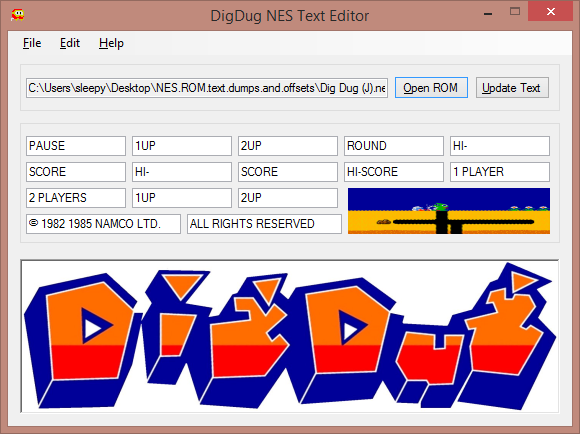 DigDug NES Text Editor
File Edit Help
C:\Users\sleepy\Desktop\NES.ROM.text.dumps.and.offsets\Dig Dug (J).ne Open ROM Update Text
PAUSE 1UP 2UP ROUND HI-
SCORE HI- SCORE HI-SCORE 1 PLAYER
2 PLAYERS 1UP 2UP
© 1982 1985 NAMCO LTD. ALL RIGHTS RESERVED
Dig Dug